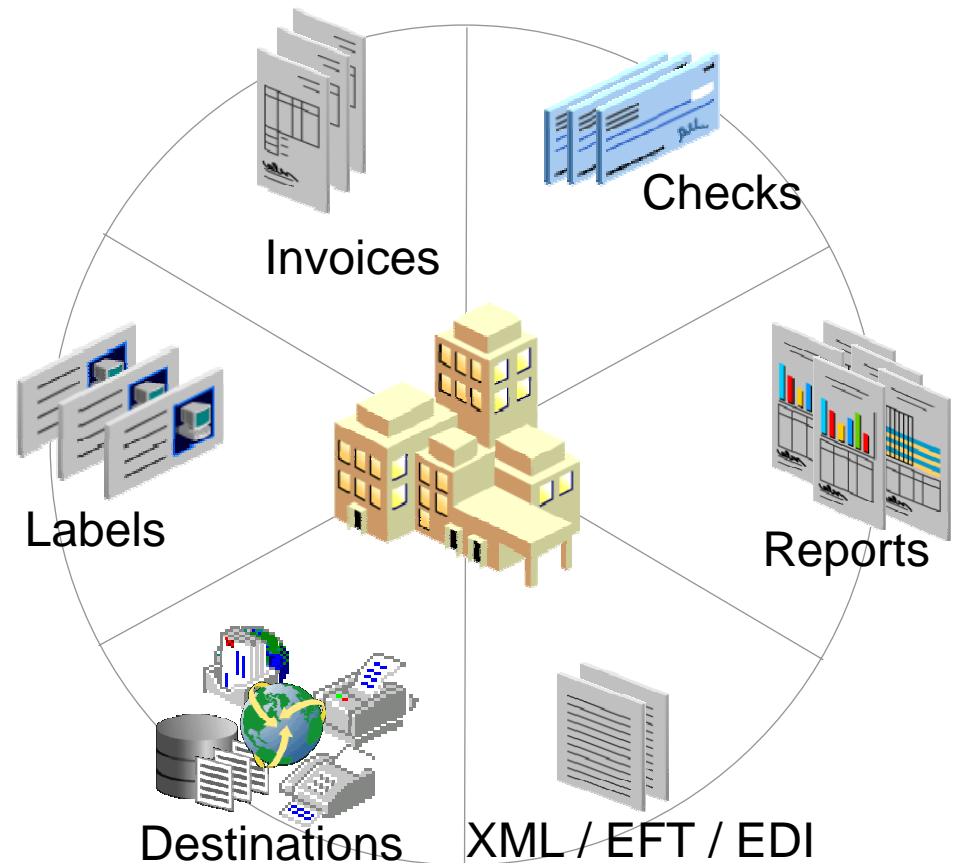 Checks
Invoices
Labels
Reports
Destinations
XML / EFT / EDI